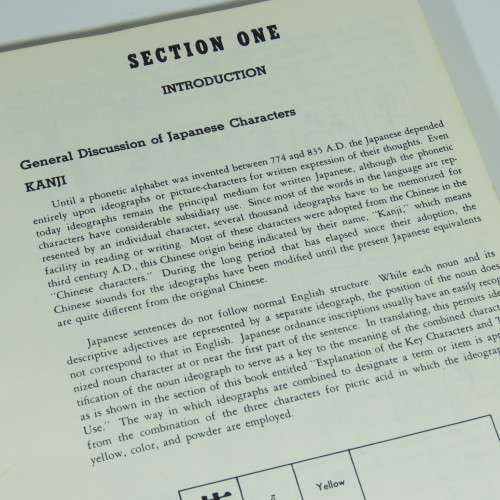 SECTION ONE
INTRODUCTION
General Discussion of Japanese Characters
KANJI
Until a phonetic alphabet was invented between 774 and 835 A.D. the Japanese depended
entirely upon ideographs or picture-characters for written expression of their thoughts. Even
today ideographs remain the principal medium for written Japanese, although the phonetic
characters have considerable subsidiary use. Since most of the words in the language are rep-
resented by an individual character, several thousand ideographs have to be memorized for
facility in reading or writing. Most of these characters were adopted from the Chinese in the
third century A.D., this Chinese origin being indicated by their name, "Kanji," which means
"Chinese characters." During the long period that has elapsed since their adoption, the
Chinese sounds for the ideographs have been modified until the present Japanese equivalents
are quite different from the original Chinese.
Japanese sentences do not follow normal English structure. While each noun and its
descriptive adjectives are represented by a separate ideograph, the position of the noun does
not correspond to that in English. Japanese ordnance inscriptions usually have an easily recog
nized noun character at or near the first part of the sentence. In translating, this permits ide
tification of the noun ideograph to serve as a key to the meaning of the combined charact
as is shown in the section of this book entitled "Explanation of the Key Characters and T
Use." The way in which ideographs are combined to designate a term or item is app
from the combination of the three characters for picric acid in which the ideogra
yellow, color, and powder are employed.
Yellow